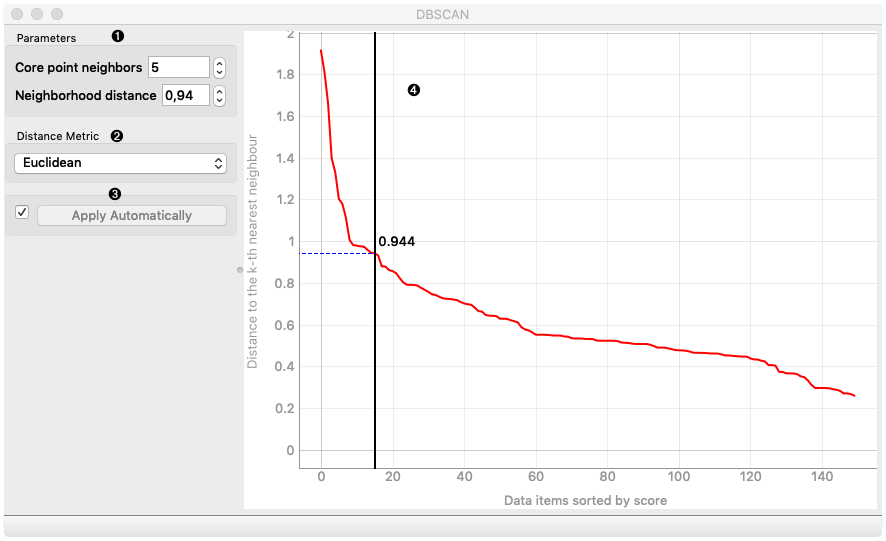 DBSCAN
Parameters ❶
Core point neighbors 5
Neighborhood distance 0,94
Distance Metric ❷
Euclidean
❸
Apply Automatically
❹
Distance to the k-th nearest neighbour
2
1.8
1.6
1.4
1.2
1
0.8
0.6
0.4
0.2
0
0.944
0 20 40 60 80 100 120 140
Data items sorted by score